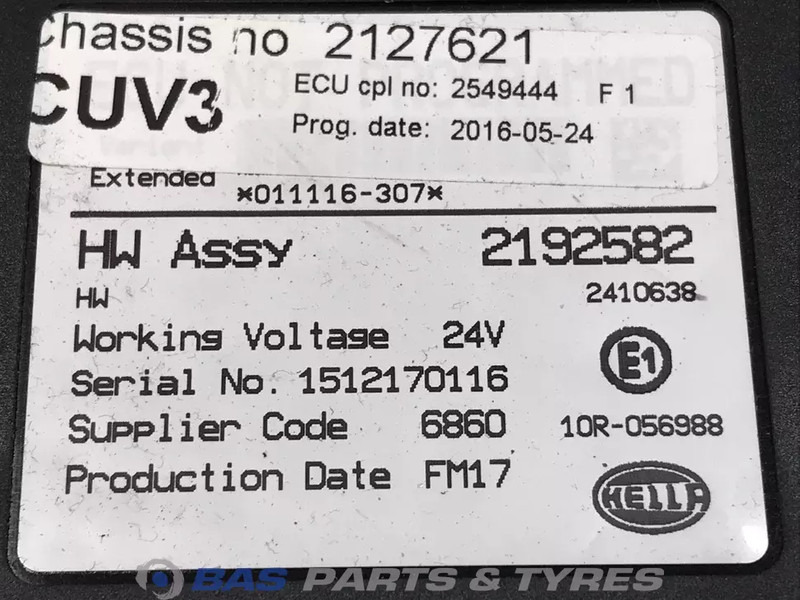 Chassis no 2127621
CUV3 ECU cpl no: 2549444 F 1
Prog. date: 2016-05-24
Extended *011116-307*
HW Assy 2192582
HW 2410638
Working Voltage 24V
E1
Serial No. 1512170116
Supplier Code 6860 10R-056988
Production Date FM17
HELLA
BAS PARTS & TYRES